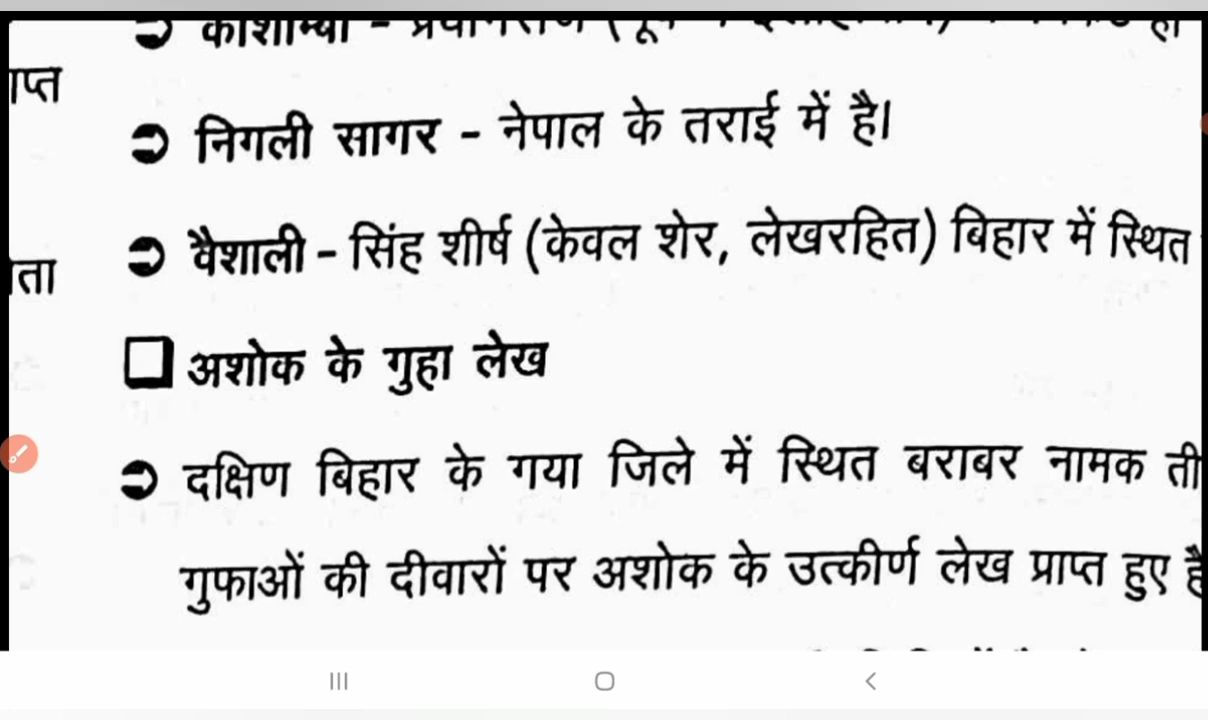 ➲ कौशाम्बी -
ाप्त
➲ निगली सागर - नेपाल के तराई में है।
➲ वैशाली - सिंह शीर्ष (केवल शेर, लेखरहित) बिहार में स्थित
ता
❑ अशोक के गुहा लेख
➲ दक्षिण बिहार के गया जिले में स्थित बराबर नामक ती
गुफाओं की दीवारों पर अशोक के उत्कीर्ण लेख प्राप्त हुए है